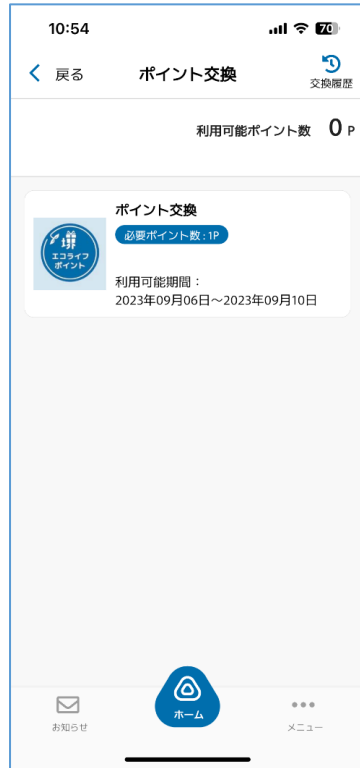 10:54
70
戻る
ポイント交換
交換履歴
利用可能ポイント数 0 P
ポイント交換
必要ポイント数:1P
エコライフ
ポイント
利用可能期間：
2023年09月06日〜2023年09月10日
お知らせ
ホーム
メニュー